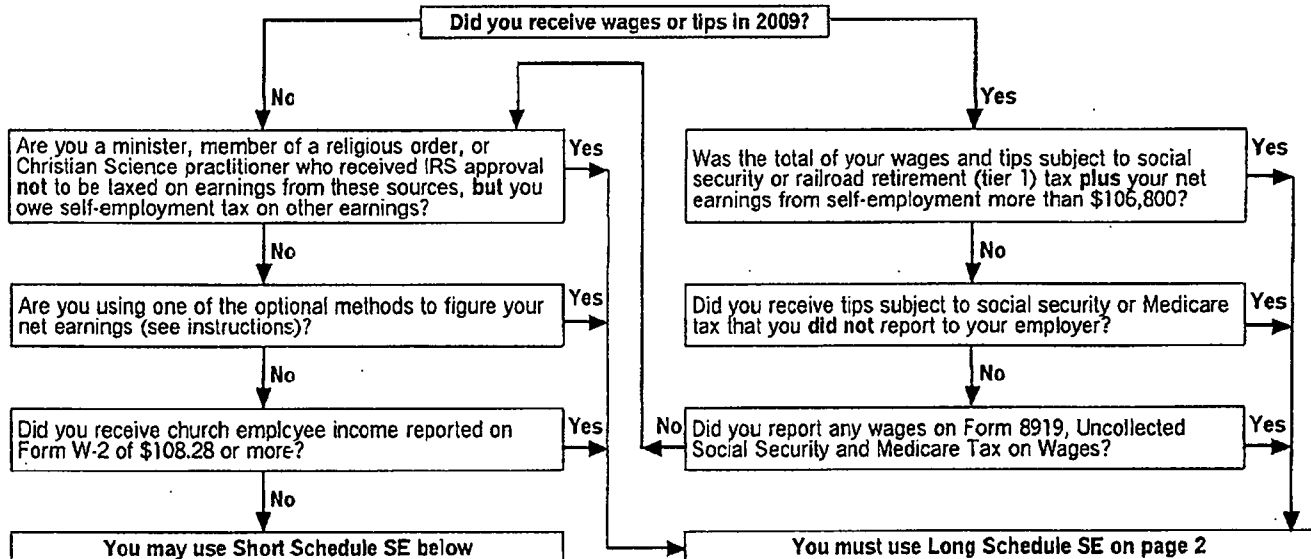 Did you receive wages or tips in 2009?
No
Yes
Are you a minister, member of a religious order, or
Christian Science practitioner who received IRS approval
not to be taxed on earnings from these sources, but you
owe self-employment tax on other earnings?
Yes
Was the total of your wages and tips subject to social
security or railroad retirement (tier 1) tax plus your net
earnings from self-employment more than $106,800?
Yes
No
No
Are you using one of the optional methods to figure your
net earnings (see instructions)?
Yes
Did you receive tips subject to social security or Medicare
tax that you did not report to your employer?
Yes
No
No
Did you receive church employee income reported on
Form W-2 of $108.28 or more?
Yes
No
Did you report any wages on Form 8919, Uncollected
Social Security and Medicare Tax on Wages?
Yes
No
You may use Short Schedule SE below
You must use Long Schedule SE on page 2